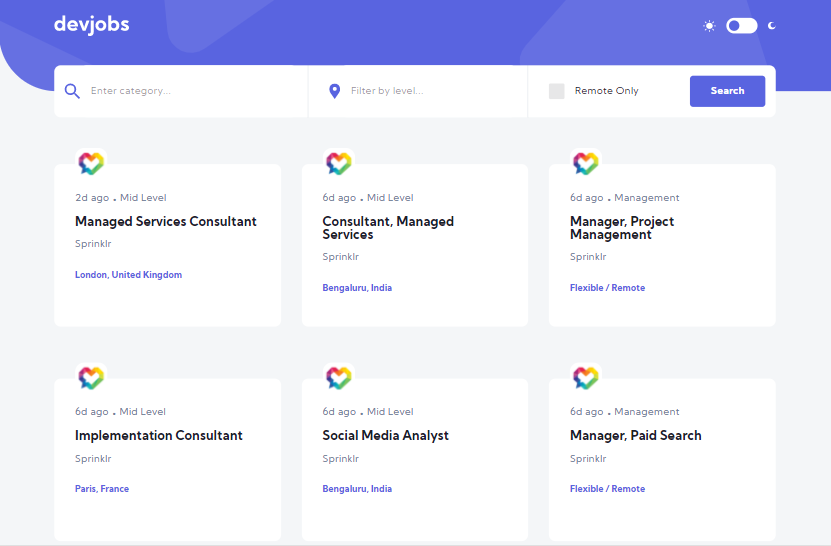 devjobs
Enter category...
Filter by level...
Remote Only
Search
2d ago . Mid Level
Managed Services Consultant
Sprinklr
London, United Kingdom
6d ago . Mid Level
Consultant, Managed
Services
Sprinklr
Bengaluru, India
6d ago . Management
Manager, Project
Management
Sprinklr
Flexible / Remote
6d ago . Mid Level
Implementation Consultant
Sprinklr
Paris, France
6d ago . Mid Level
Social Media Analyst
Sprinklr
Bengaluru, India
6d ago . Management
Manager, Paid Search
Sprinklr
Flexible / Remote